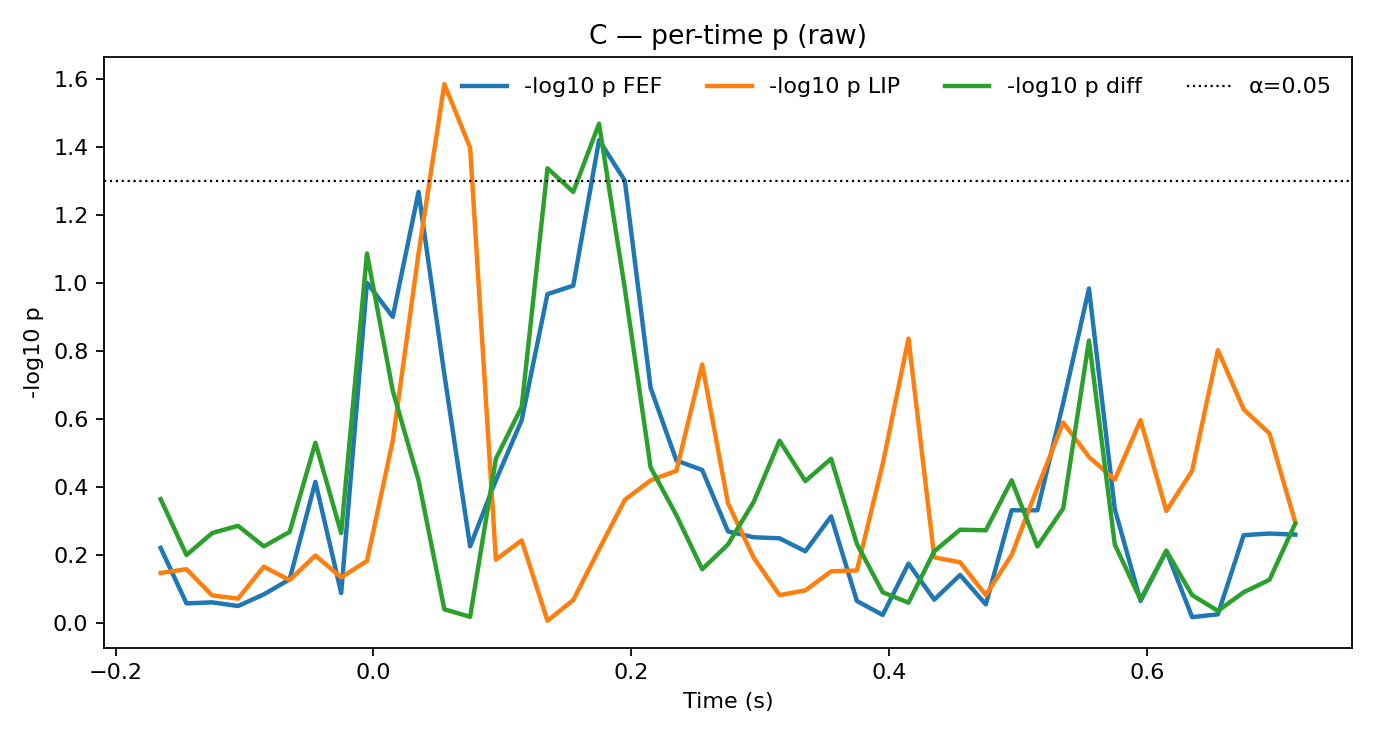 C — per-time p (raw)
-log10 p FEF
-log10 p LIP
-log10 p diff
α=0.05
1.6
1.4
1.2
1.0
0.8
0.6
0.4
0.2
0.0
-log10 p
−0.2
0.0
0.2
0.4
0.6
Time (s)